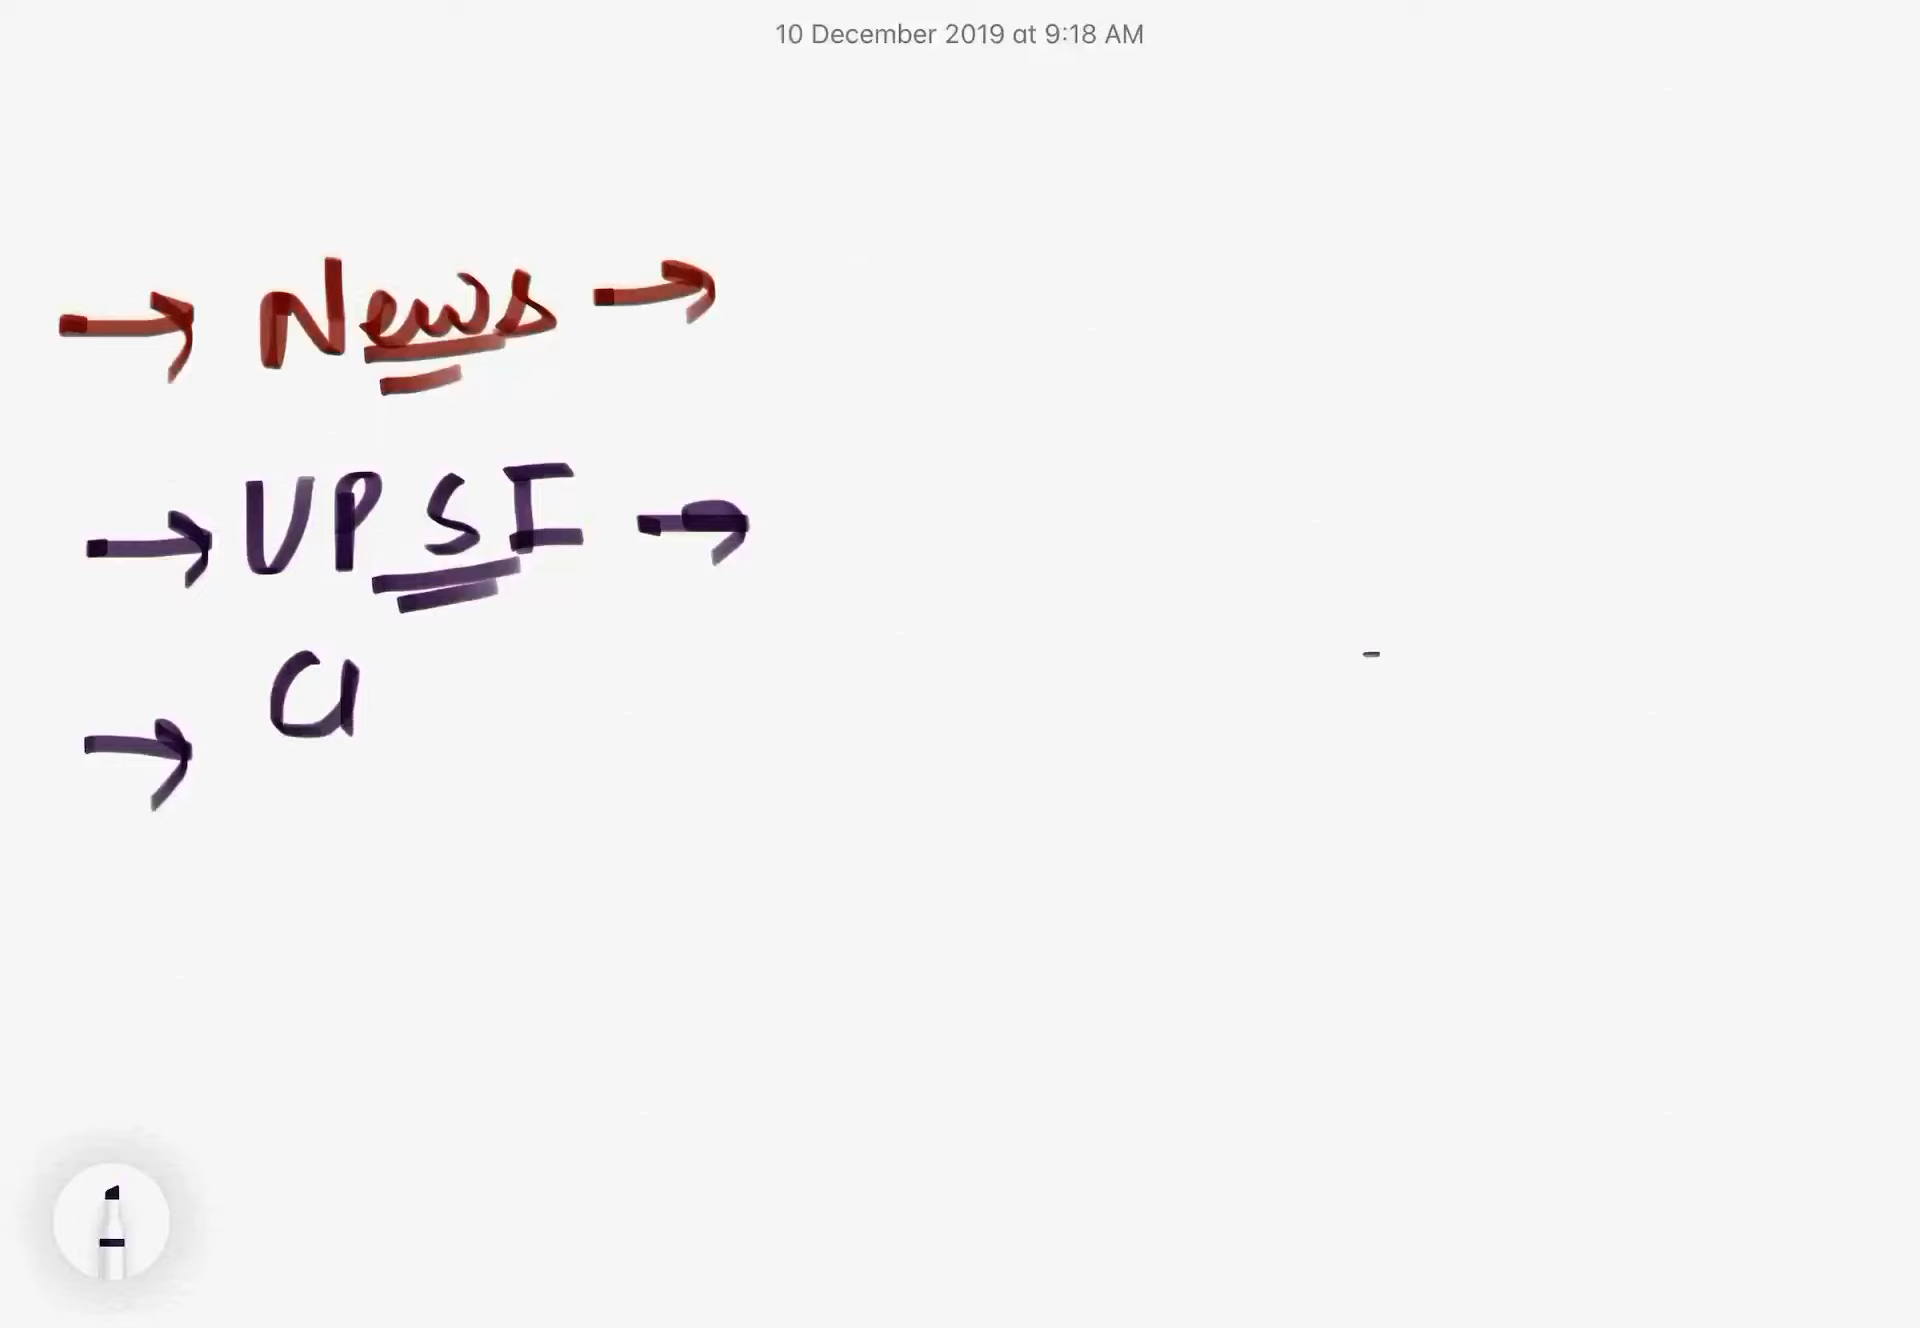 10 December 2019 at 9:18 AM
→ News →
→ UPSI →
→ a